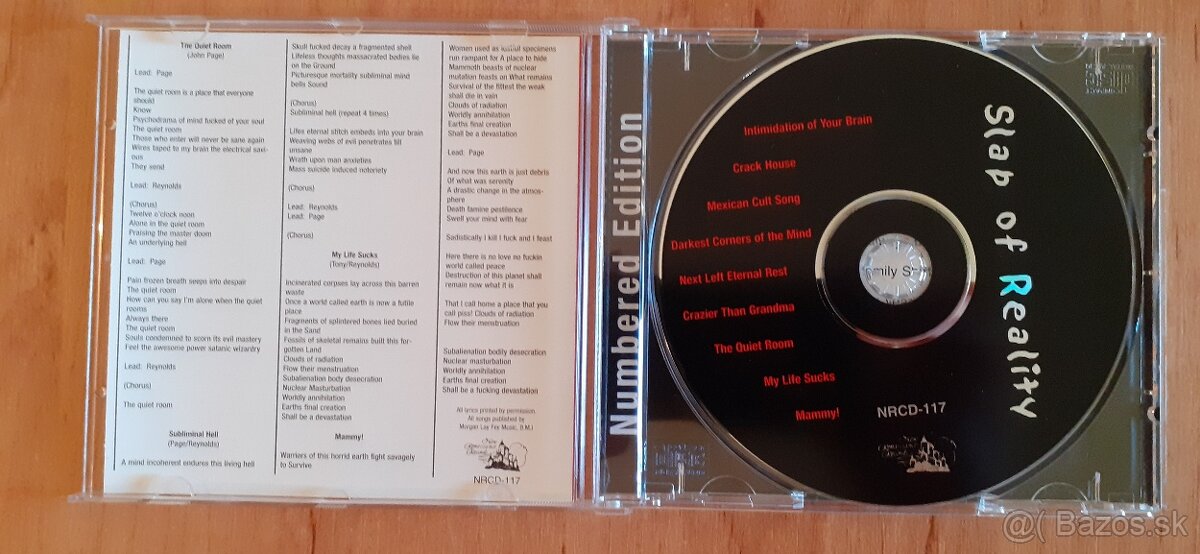 The Quiet Room
(John Page)
Lead: Page
The quiet room is a place that everyone
should
Know
Psychodrama of mind fucked of your soul
The quiet room
Those who enter will never be sane again
Wires taped to my brain the electrical saxi-
ous
They send
Lead: Reynolds
(Chorus)
Twelve o'clock noon
Alone in the quiet room
Praising the master doom
An underlying hell
Lead: Page
Pain frozen breath seeps into despair
The quiet room
How can you say I'm alone when the quiet
rooms
Always there
The quiet room
Souls condemned to scorn its evil mastery
Feel the awesome power satanic wizardry
Lead: Reynolds
(Chorus)
The quiet room
Subliminal Hell
(Page/Reynolds)
A mind incoherent endures this living hell
Skull fucked decay a fragmented shell
Lifeless thoughts massacrated bodies lie
on the Ground
Picturesque mortality subliminal mind
bells Sound
(Chorus)
Subliminal hell (repeat 4 times)
Lifes eternal stitch embeds into your brain
Weaving webs of evil penetrates till
unsane
Wrath upon man anxieties
Mass suicide induced notoriety
(Chorus)
Lead: Reynolds
Lead: Page
(Chorus)
My Life Sucks
(Tony/Reynolds)
Incinerated corpses lay across this barren
waste
Once a world called earth is now a futile
place
Fragments of splintered bones lied buried
in the Sand
Fossils of skeletal remains built this for-
gotten Land
Clouds of radiation
Flow their menstruation
Subalienation body desecration
Nuclear Masturbation
Worldly annihilation
Earths final creation
Shall be a devastation
Mammy!
Warriers of this horrid earth fight savagely
to Survive
Women used as specimens
run rampant for A place to hide
Mammoth beasts of nuclear
mutation feasts on What remains
Survival of the fittest the weak
shall die in vain
Clouds of radiation
Worldly annihilation
Earths final creation
Shall be a devastation
Lead: Page
And now this earth is just debris
Of what was serenity
A drastic change in the atmos-
phere
Death famine pestilence
Swell your mind with fear
Sadistically I kill I fuck and I feast
Here there is no love no fuckin
world called peace
Destruction of this planet shall
remain now what it is
That I call home a place that you
call piss! Clouds of radiation
Flow their menstruation
Subalienation bodily desecration
Nuclear masturbation
Worldly annihilation
Earths final creation
Shall be a fucking devastation
All lyrics printed by permission.
All songs published by
Morgan Lay Fox Music, B.M.I
NRCD-117
Numbered Edition
Slab of Reality
Intimidation of Your Brain
Crack House
Mexican Cult Song
Darkest Corners of the Mind
Next Left Eternal Rest
Crazier Than Grandma
The Quiet Room
My Life Sucks
Mammy!
NRCD-117
Bazos.sk